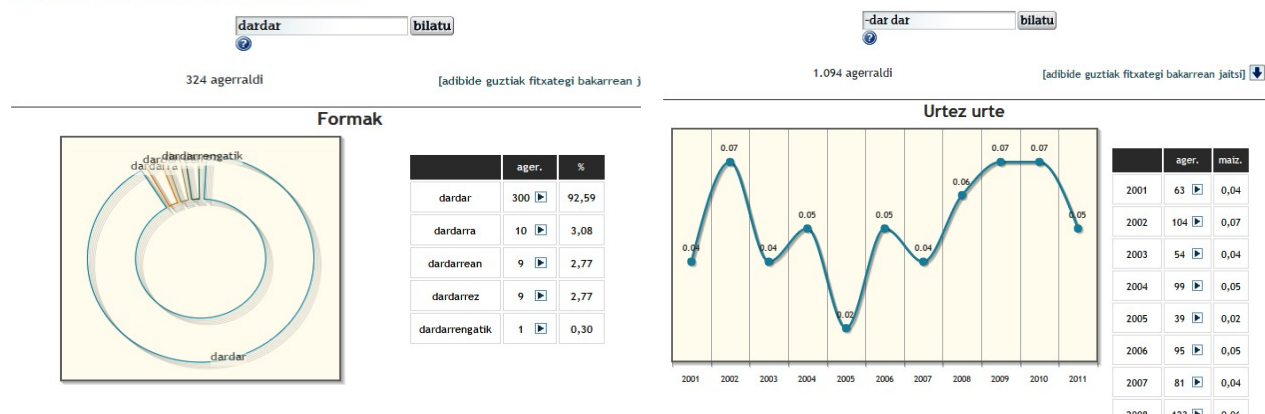 dardar bilatu
?
324 agerraldi [adibide guztiak fitxategi bakarrean j
Formak
dardarrengatik
dardar
ager. %
dardar 300 92,59
dardarra 10 3,08
dardarrean 9 2,77
dardarrez 9 2,77
dardarrengatik 1 0,30
-dar dar bilatu
?
1.094 agerraldi [adibide guztiak fitxategi bakarrean jaitsi]
Urtez urte
0.04 0.07 0.04 0.05 0.02 0.05 0.04 0.06 0.07 0.07 0.05
2001 2002 2003 2004 2005 2006 2007 2008 2009 2010 2011
ager. maiz.
2001 63 0,04
2002 104 0,07
2003 54 0,04
2004 99 0,05
2005 39 0,02
2006 95 0,05
2007 81 0,04